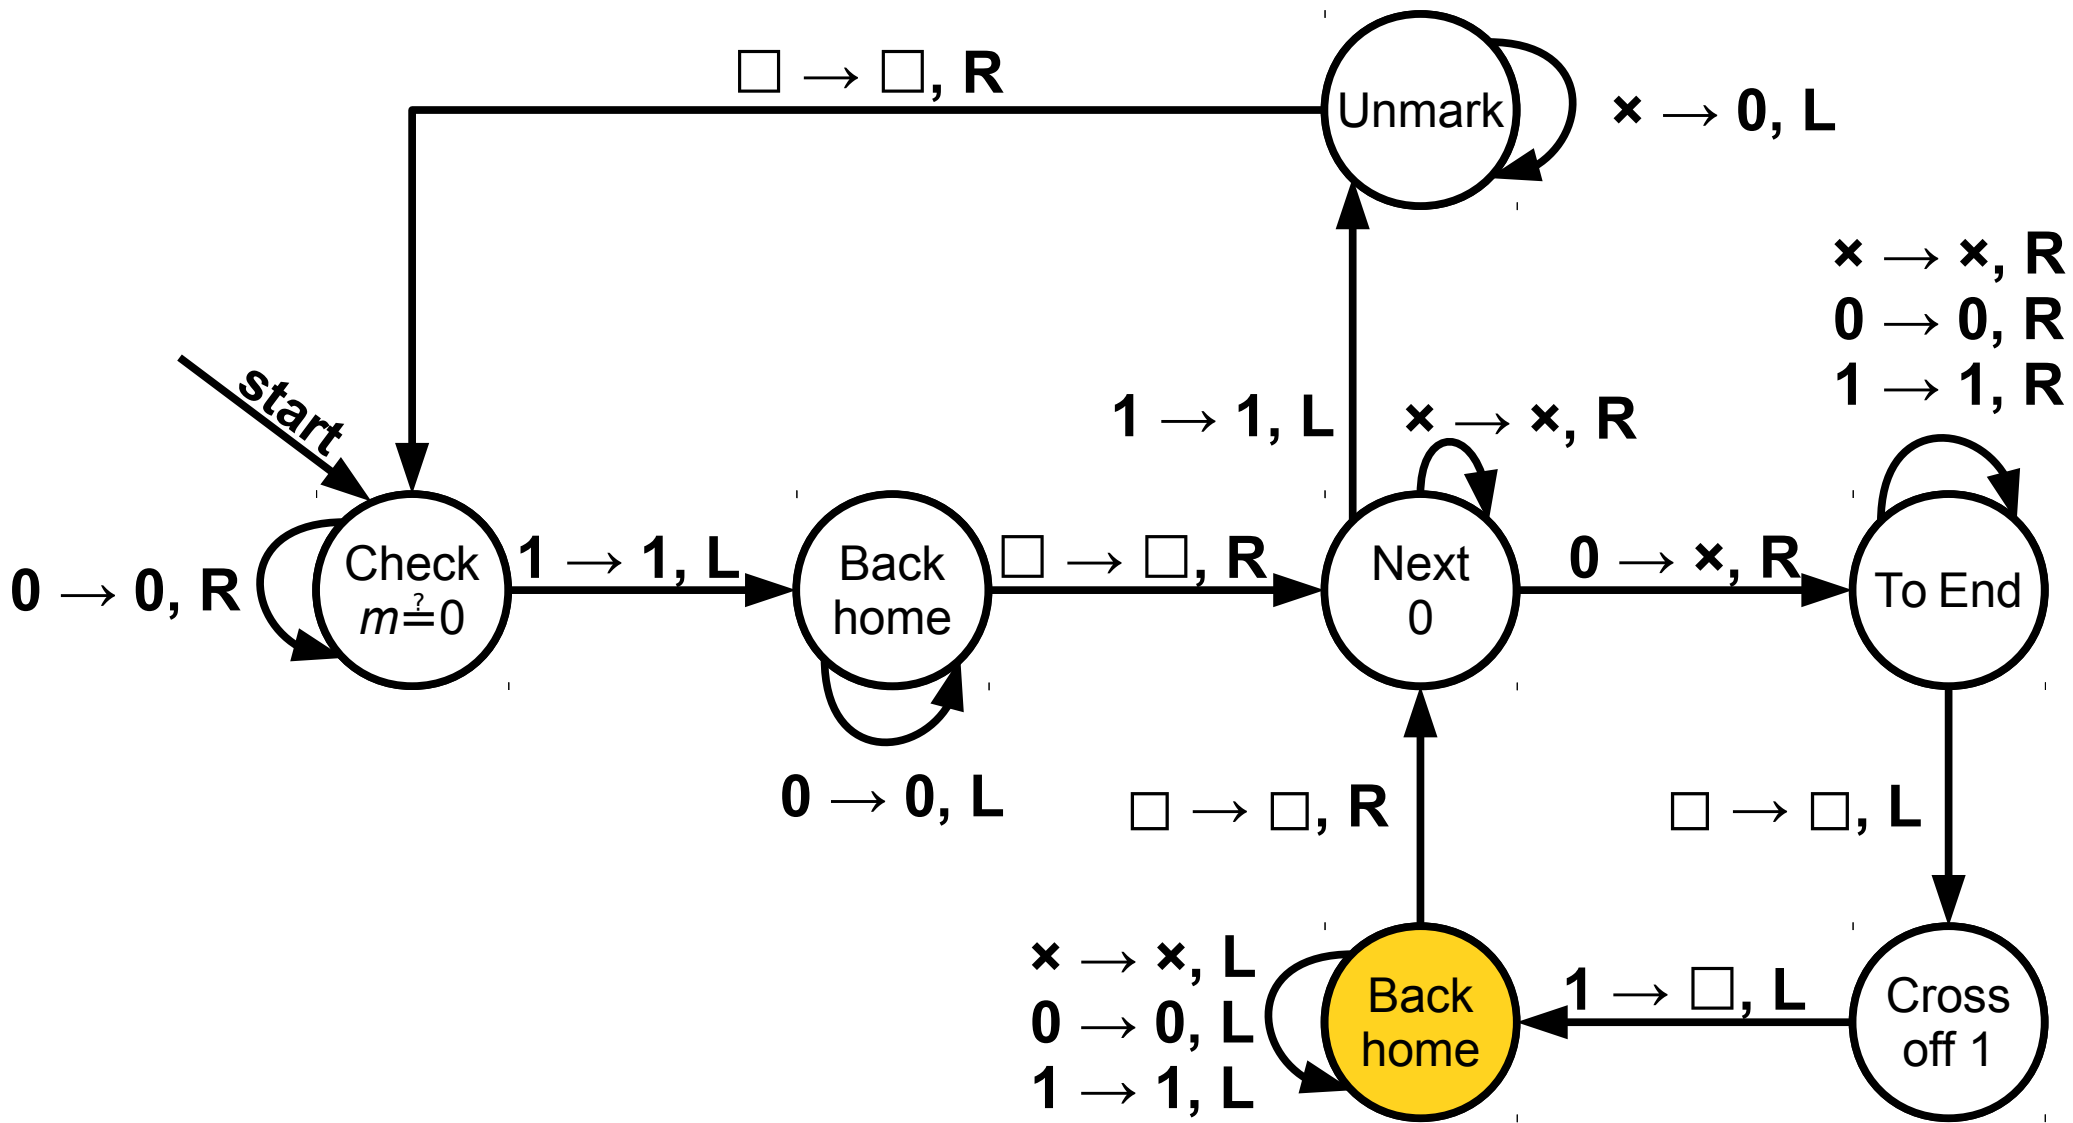 □ → □, R
Unmark
× → 0, L
× → ×, R
0 → 0, R
1 → 1, R
start
1 → 1, L
× → ×, R
0 → 0, R
Check
m≟0
1 → 1, L
Back
home
□ → □, R
Next
0
0 → ×, R
To End
0 → 0, L
□ → □, R
□ → □, L
× → ×, L
0 → 0, L
1 → 1, L
Back
home
1 → □, L
Cross
off 1